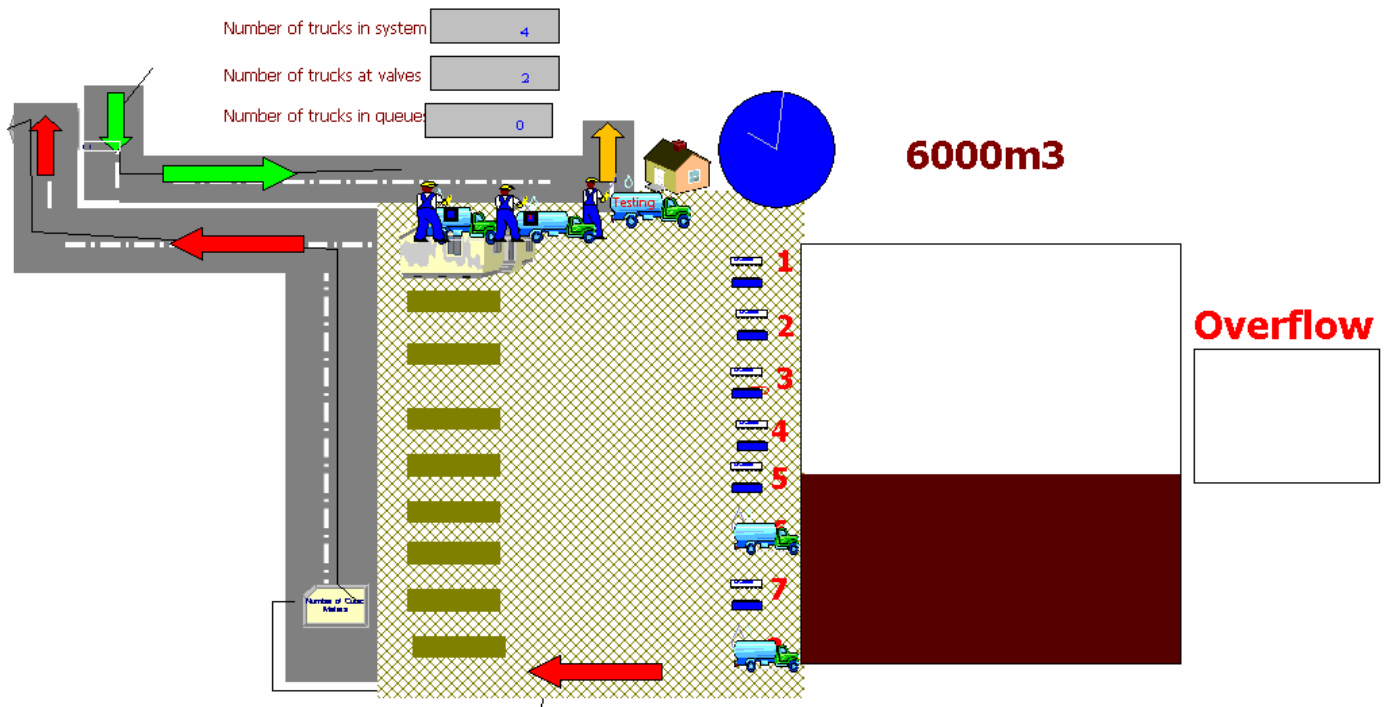 Number of trucks in system
4
Number of trucks at valves
2
Number of trucks in queues
0
6000m3
Testing
1
2
Overflow
3
4
5
7
Number of Cubic
Meters